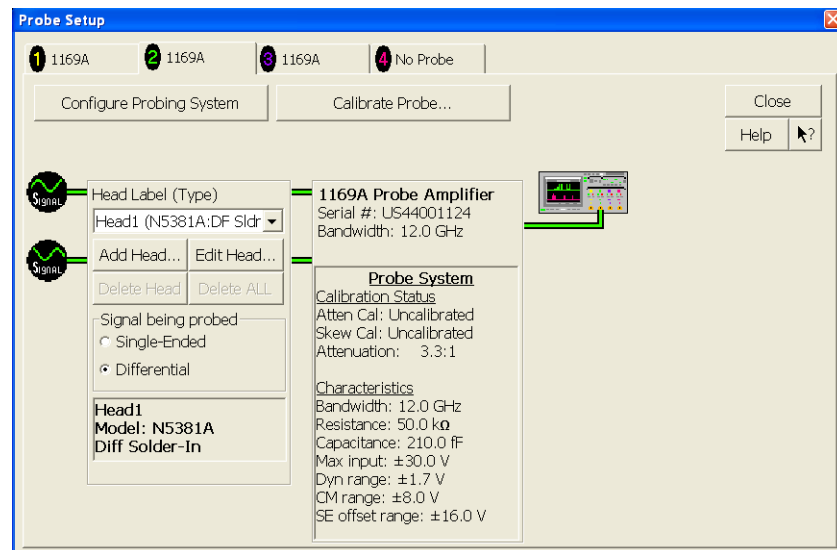 Probe Setup
1 1169A
2 1169A
3 1169A
4 No Probe
Configure Probing System
Calibrate Probe...
Close
Help
?
Signal
Signal
Head Label (Type)
Head1 (N5381A:DF Sldr
Add Head...
Edit Head...
Delete Head
Delete ALL
Signal being probed
Single-Ended
Differential
Head1
Model: N5381A
Diff Solder-In
1169A Probe Amplifier
Serial #: US44001124
Bandwidth: 12.0 GHz
Probe System
Calibration Status
Atten Cal: Uncalibrated
Skew Cal: Uncalibrated
Attenuation: 3.3:1
Characteristics
Bandwidth: 12.0 GHz
Resistance: 50.0 kΩ
Capacitance: 210.0 fF
Max input: ±30.0 V
Dyn range: ±1.7 V
CM range: ±8.0 V
SE offset range: ±16.0 V